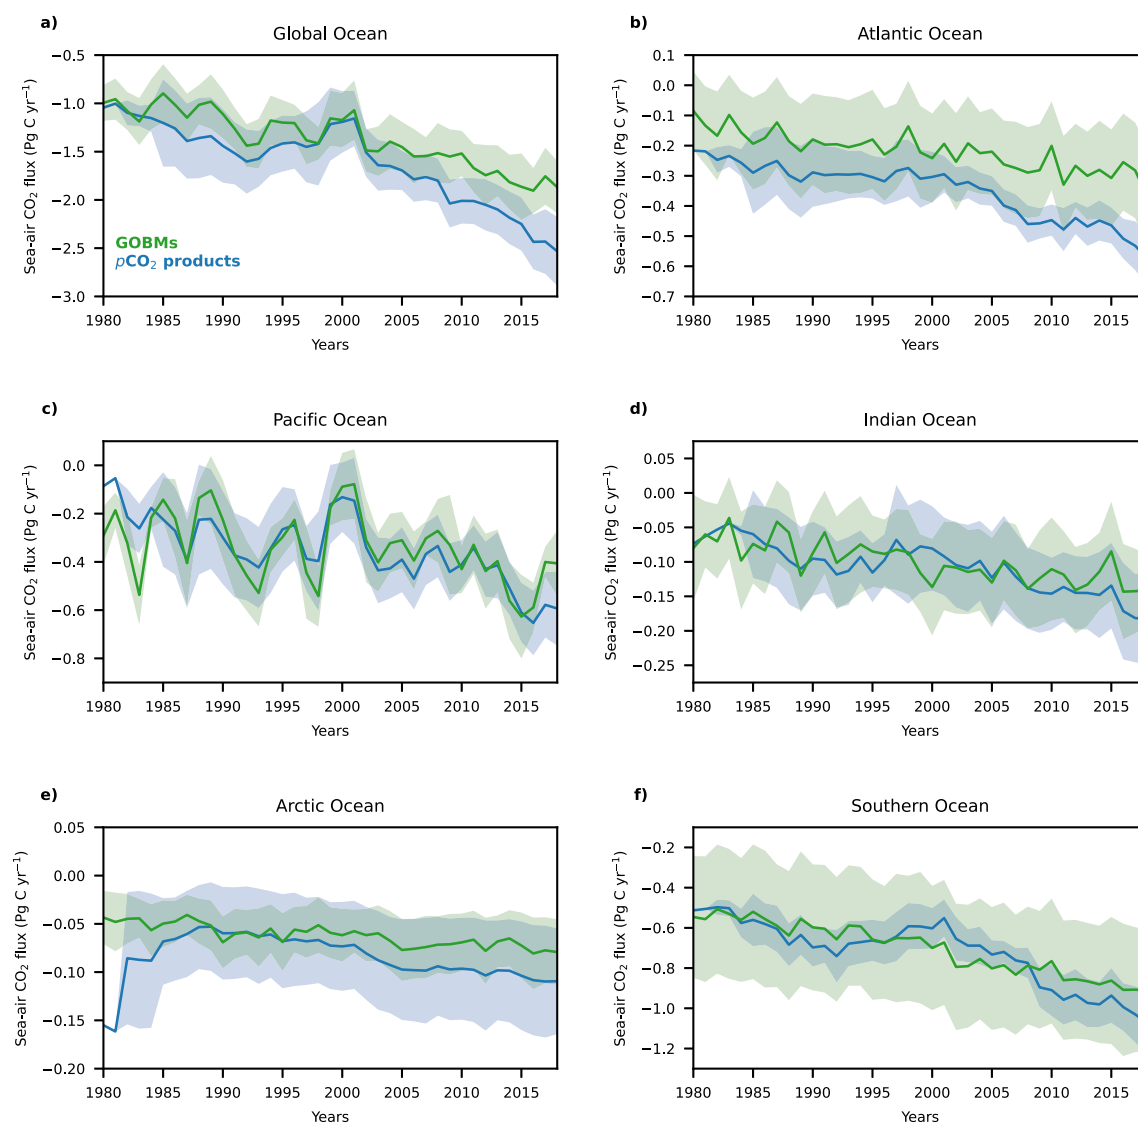 a)
Global Ocean
Sea-air CO₂ flux (Pg C yr⁻¹)
−0.5
−1.0
−1.5
−2.0
−2.5
−3.0
GOBMs
pCO₂ products
1980 1985 1990 1995 2000 2005 2010 2015
Years
b)
Atlantic Ocean
Sea-air CO₂ flux (Pg C yr⁻¹)
0.1
0.0
−0.1
−0.2
−0.3
−0.4
−0.5
−0.6
−0.7
1980 1985 1990 1995 2000 2005 2010 2015
Years
c)
Pacific Ocean
Sea-air CO₂ flux (Pg C yr⁻¹)
0.0
−0.2
−0.4
−0.6
−0.8
1980 1985 1990 1995 2000 2005 2010 2015
Years
d)
Indian Ocean
Sea-air CO₂ flux (Pg C yr⁻¹)
0.05
0.00
−0.05
−0.10
−0.15
−0.20
−0.25
1980 1985 1990 1995 2000 2005 2010 2015
Years
e)
Arctic Ocean
Sea-air CO₂ flux (Pg C yr⁻¹)
0.05
0.00
−0.05
−0.10
−0.15
−0.20
1980 1985 1990 1995 2000 2005 2010 2015
Years
f)
Southern Ocean
Sea-air CO₂ flux (Pg C yr⁻¹)
−0.2
−0.4
−0.6
−0.8
−1.0
−1.2
1980 1985 1990 1995 2000 2005 2010 2015
Years